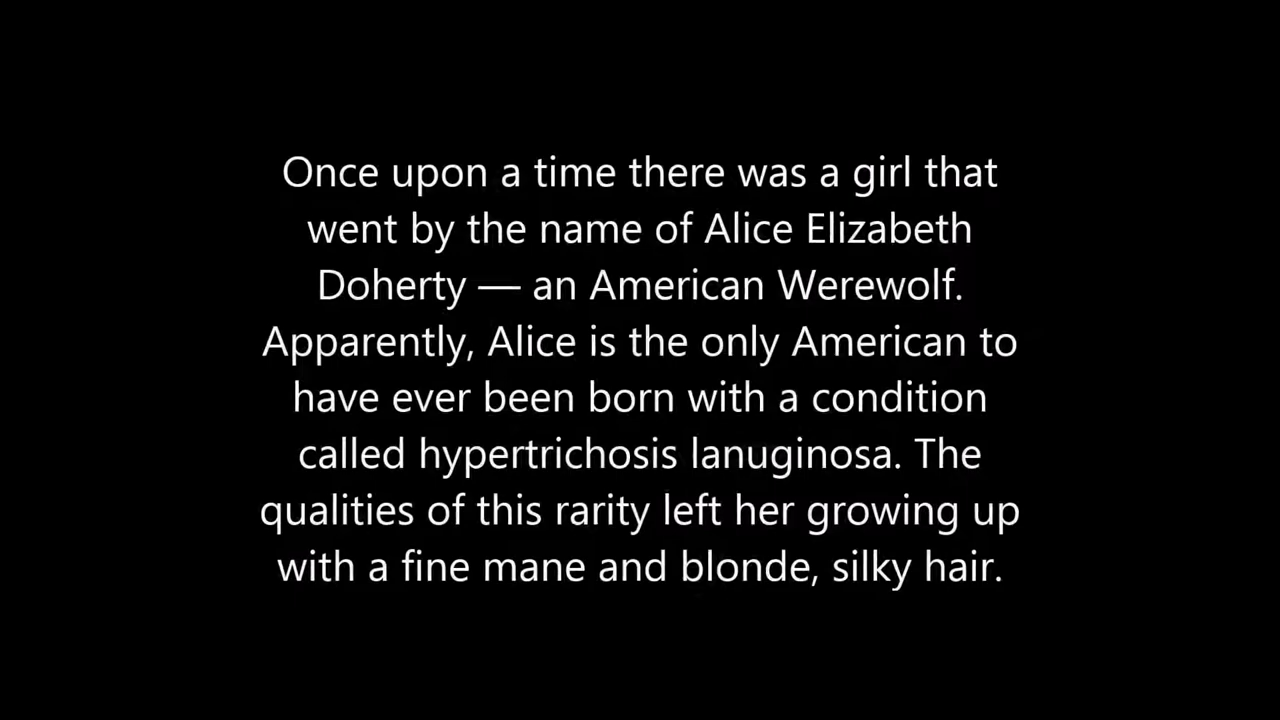 Once upon a time there was a girl that
went by the name of Alice Elizabeth
Doherty — an American Werewolf.
Apparently, Alice is the only American to
have ever been born with a condition
called hypertrichosis lanuginosa. The
qualities of this rarity left her growing up
with a fine mane and blonde, silky hair.